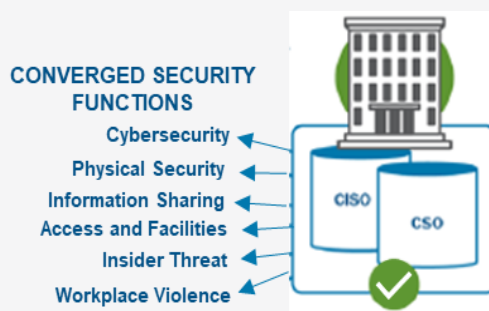 CONVERGED SECURITY
FUNCTIONS
Cybersecurity
Physical Security
Information Sharing
Access and Facilities
Insider Threat
Workplace Violence
CISO
CSO